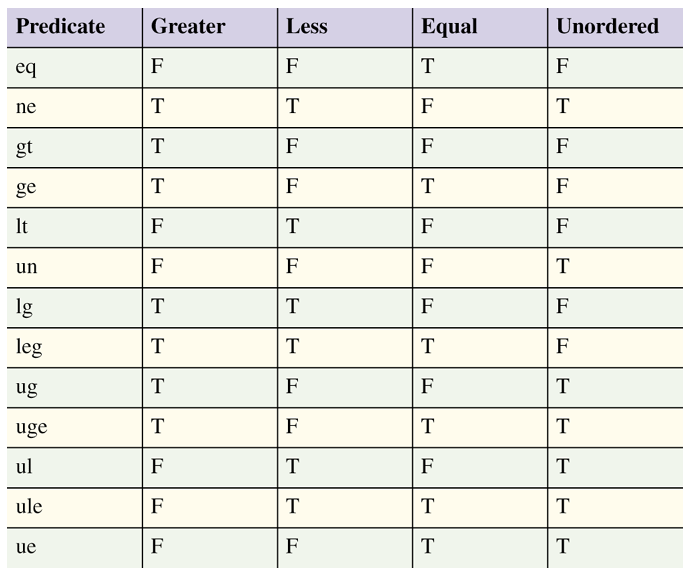 Predicate Greater Less Equal Unordered
eq F F T F
ne T T F T
gt T F F F
ge T F T F
lt F T F F
un F F F T
lg T T F F
leg T T T F
ug T F F T
uge T F T T
ul F T F T
ule F T T T
ue F F T T